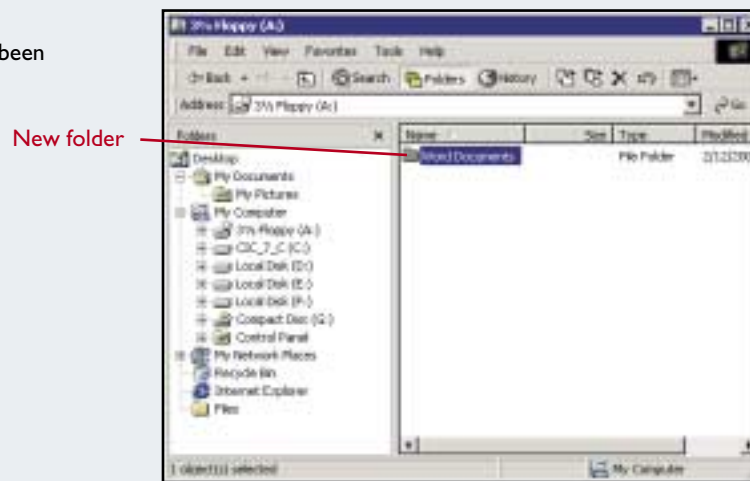 been
New folder
3½ Floppy (A:)
File Edit View Favorites Tools Help
Back Search Folders History
Address 3½ Floppy (A:) Go
Folders
Name Size Type Modified
Desktop
My Documents
My Pictures
My Computer
3½ Floppy (A:)
(C:)
Local Disk (D:)
Local Disk (E:)
Local Disk (F:)
Compact Disc (G:)
Control Panel
My Network Places
Recycle Bin
Internet Explorer
Files
Word Documents File Folder
1 object(s) selected My Computer